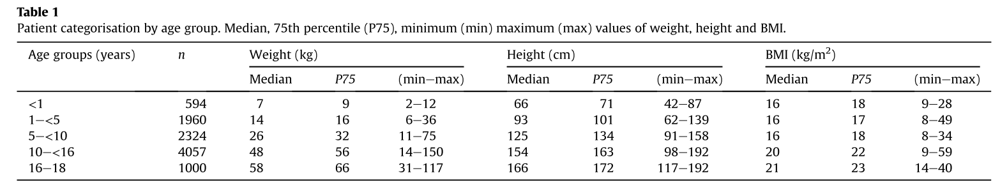 Table 1
Patient categorisation by age group. Median, 75th percentile (P75), minimum (min) maximum (max) values of weight, height and BMI.
Age groups (years) n Weight (kg) Height (cm) BMI (kg/m²)
Median P75 (min–max) Median P75 (min–max) Median P75 (min–max)
<1 594 7 9 2–12 66 71 42–87 16 18 9–28
1–<5 1960 14 16 6–36 93 101 62–139 16 17 8–49
5–<10 2324 26 32 11–75 125 134 91–158 16 18 8–34
10–<16 4057 48 56 14–150 154 163 98–192 20 22 9–59
16–18 1000 58 66 31–117 166 172 117–192 21 23 14–40